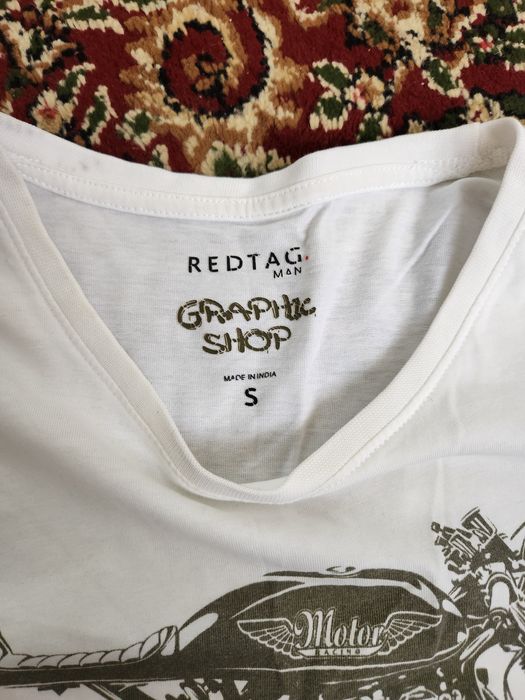 REDTAG.
MAN
GRAPHIC
SHOP
MADE IN INDIA
S
Motor
RACING